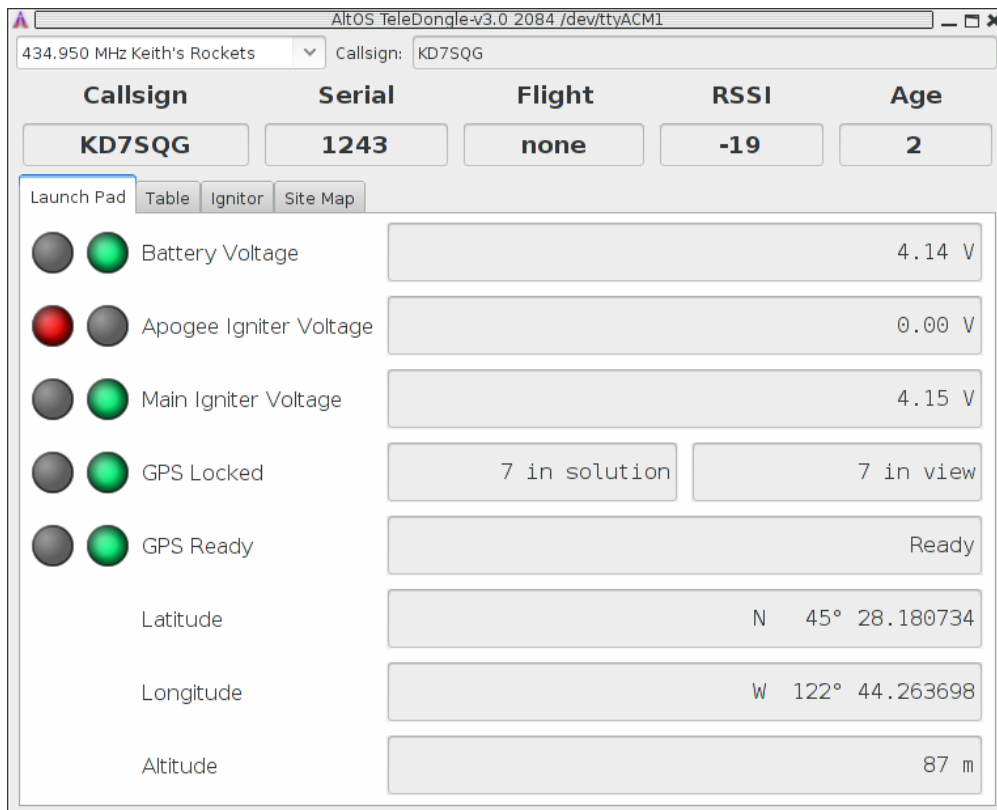 AltOS TeleDongle-v3.0 2084 /dev/ttyACM1
434.950 MHz Keith's Rockets Callsign: KD7SQG
Callsign Serial Flight RSSI Age
KD7SQG 1243 none -19 2
Launch Pad Table Ignitor Site Map
Battery Voltage 4.14 V
Apogee Igniter Voltage 0.00 V
Main Igniter Voltage 4.15 V
GPS Locked 7 in solution 7 in view
GPS Ready Ready
Latitude N 45° 28.180734
Longitude W 122° 44.263698
Altitude 87 m